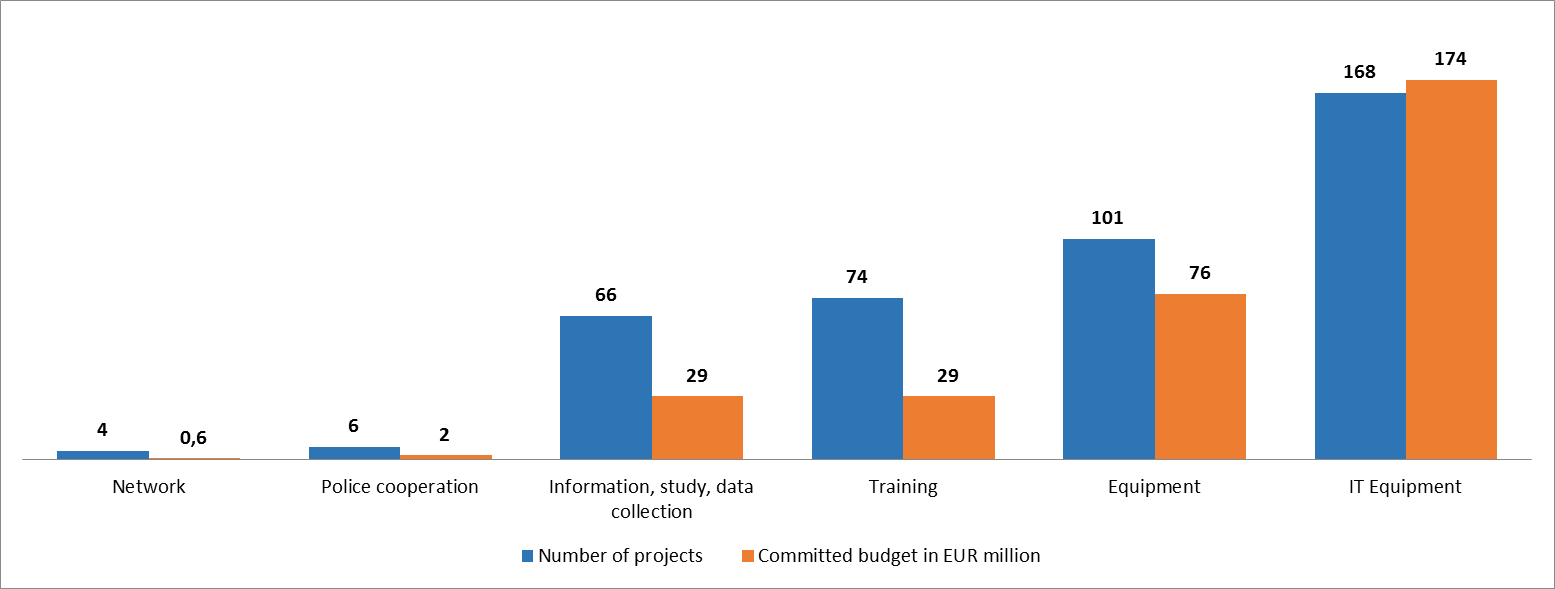 168 174
101
76
66 74
29 29
4 0,6 6 2
Network Police cooperation Information, study, data Training Equipment IT Equipment
collection
Number of projects Committed budget in EUR million